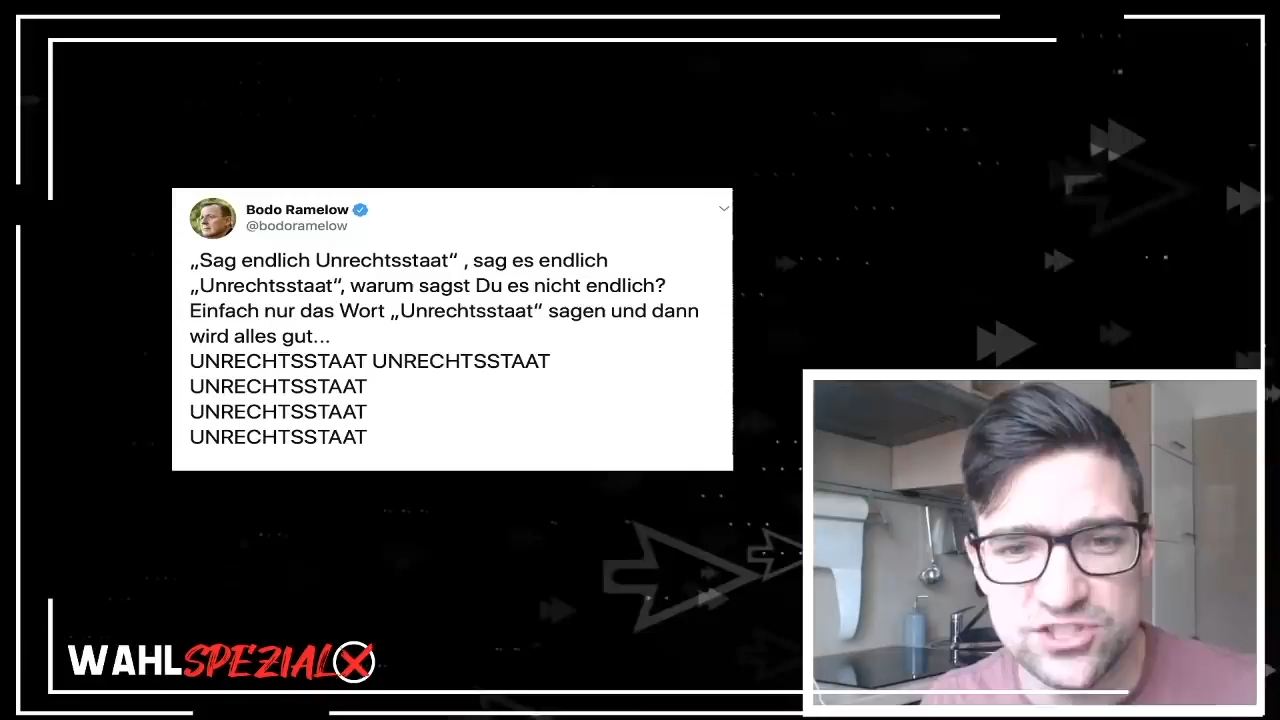 Bodo Ramelow
@bodoramelow
„Sag endlich Unrechtsstaat“ , sag es endlich
„Unrechtsstaat“, warum sagst Du es nicht endlich?
Einfach nur das Wort „Unrechtsstaat“ sagen und dann
wird alles gut...
UNRECHTSSTAAT UNRECHTSSTAAT
UNRECHTSSTAAT
UNRECHTSSTAAT
UNRECHTSSTAAT
WAHLSPEZIAL